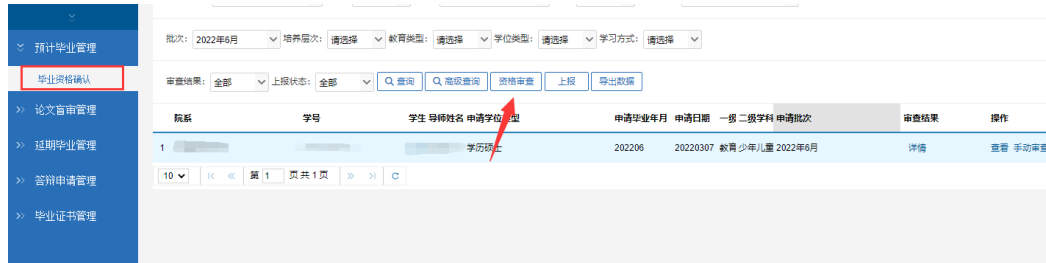 预计毕业管理
毕业资格确认
论文盲审管理
延期毕业管理
答辩申请管理
毕业证书管理
批次: 2022年6月 培养层次: 请选择 教育类型: 请选择 学位类型: 请选择 学习方式: 请选择
审查结果: 全部 上报状态: 全部 查询 高级查询 资格审查 上报 导出数据
院系 学号 学生 导师姓名 申请学位类型 申请毕业年月 申请日期 一级 二级学科 申请批次 审查结果 操作
1 学历硕士 202206 20220307 教育 少年儿童 2022年6月 详情 查看 手动审查
10 第 1 页 共 1 页